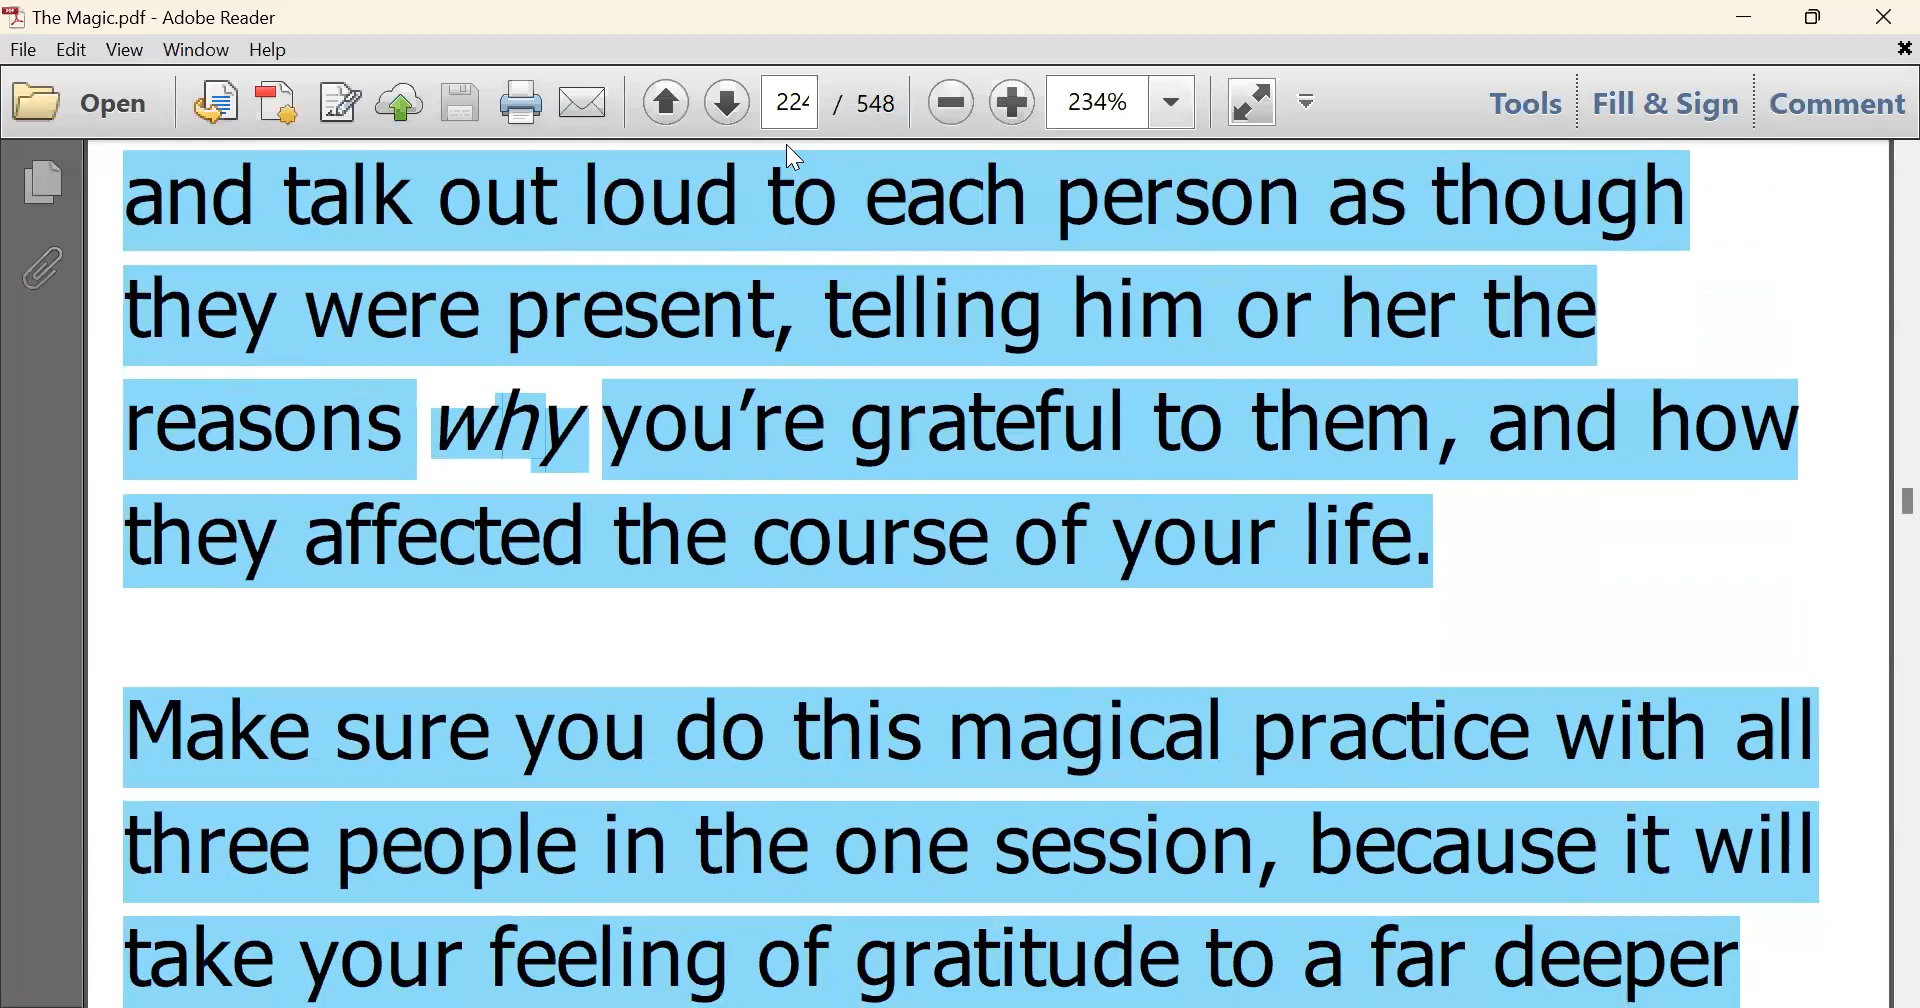 The Magic.pdf - Adobe Reader
File Edit View Window Help
Open 224 / 548 234% Tools Fill & Sign Comment
and talk out loud to each person as though
they were present, telling him or her the
reasons why you’re grateful to them, and how
they affected the course of your life.
Make sure you do this magical practice with all
three people in the one session, because it will
take your feeling of gratitude to a far deeper